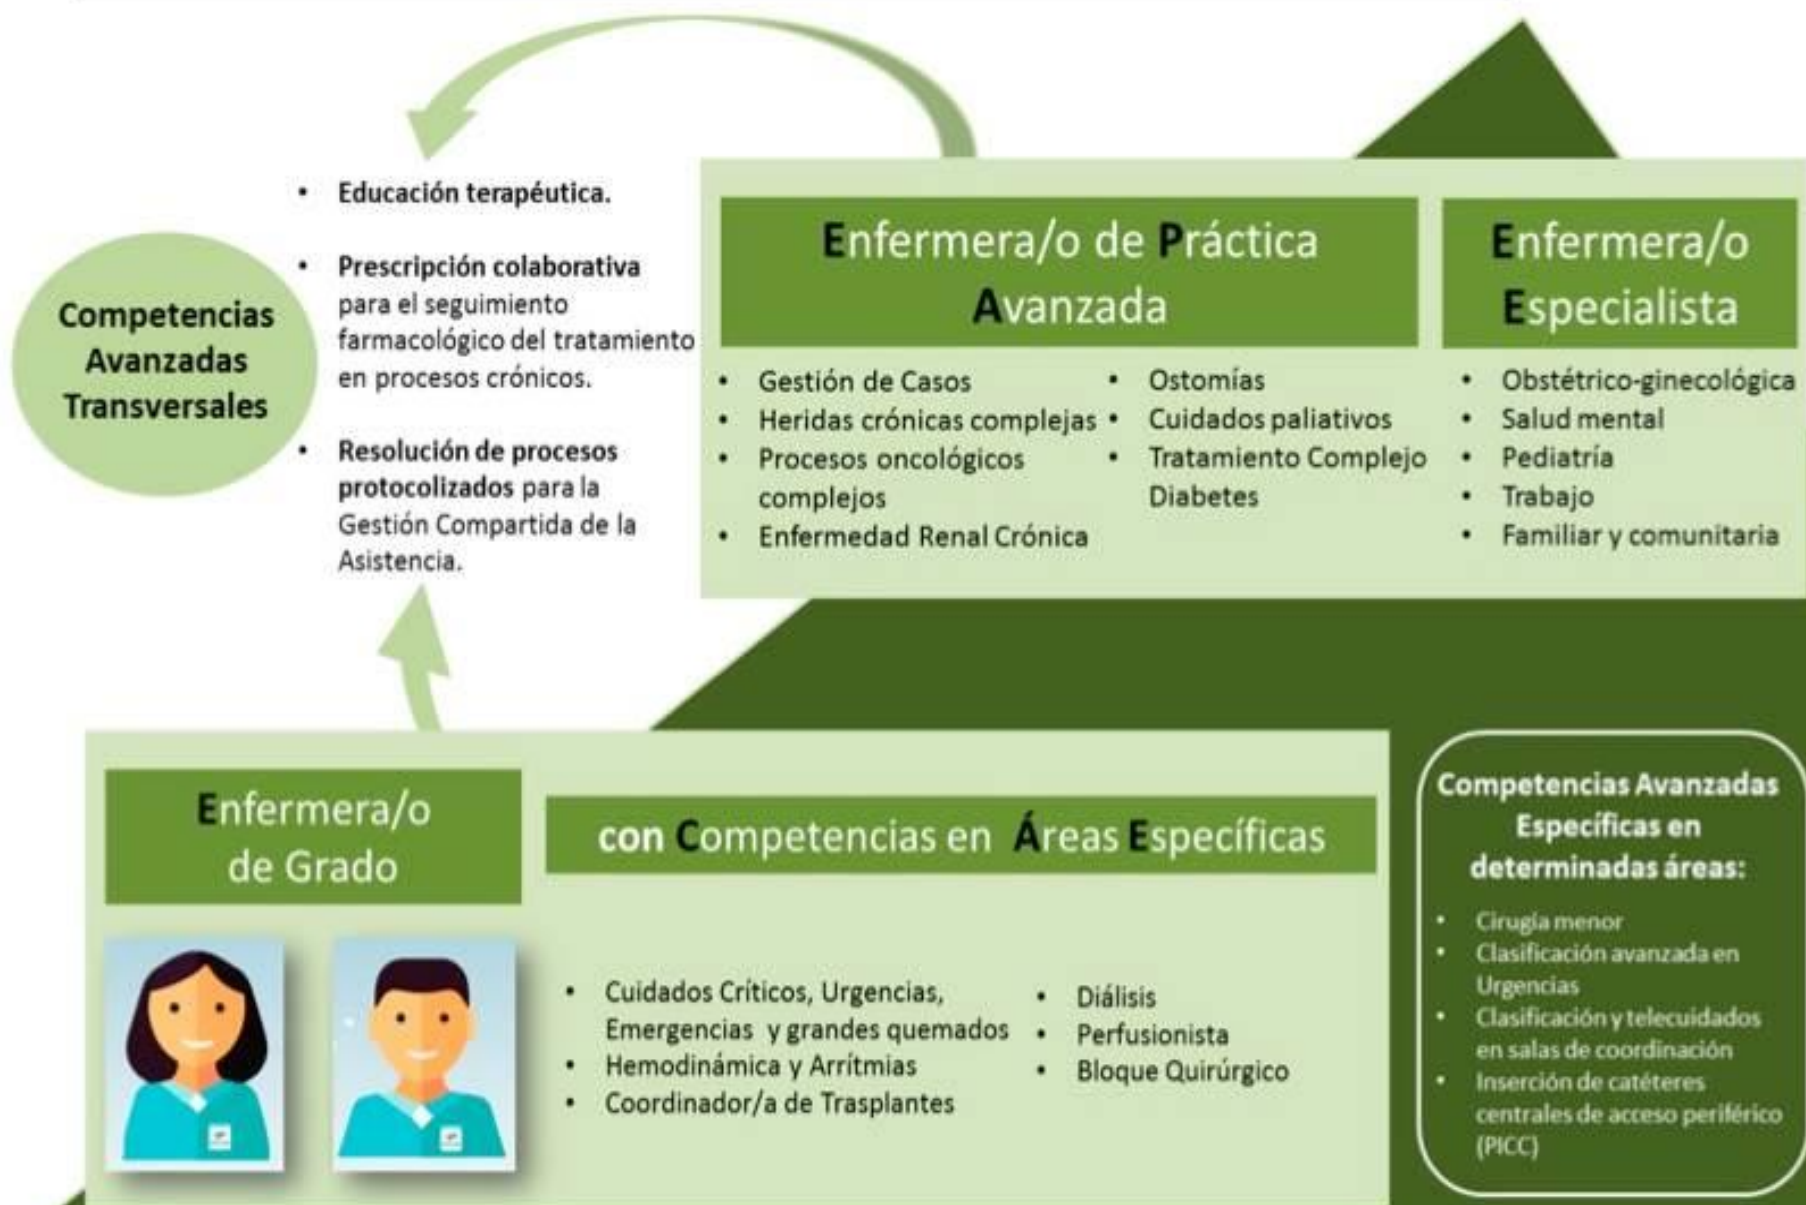 Competencias
Avanzadas
Transversales
• Educación terapéutica.
• Prescripción colaborativa
para el seguimiento
farmacológico del tratamiento
en procesos crónicos.
• Resolución de procesos
protocolizados para la
Gestión Compartida de la
Asistencia.
Enfermera/o de Práctica
Avanzada
• Gestión de Casos
• Heridas crónicas complejas
• Procesos oncológicos
complejos
• Enfermedad Renal Crónica
• Ostomías
• Cuidados paliativos
• Tratamiento Complejo
Diabetes
Enfermera/o
Especialista
• Obstétrico-ginecológica
• Salud mental
• Pediatría
• Trabajo
• Familiar y comunitaria
Enfermera/o
de Grado
con Competencias en Áreas Específicas
• Cuidados Críticos, Urgencias,
Emergencias y grandes quemados
• Hemodinámica y Arrítmias
• Coordinador/a de Trasplantes
• Diálisis
• Perfusionista
• Bloque Quirúrgico
Competencias Avanzadas
Específicas en
determinadas áreas:
• Cirugía menor
• Clasificación avanzada en
Urgencias
• Clasificación y telecuidados
en salas de coordinación
• Inserción de catéteres
centrales de acceso periférico
(PICC)